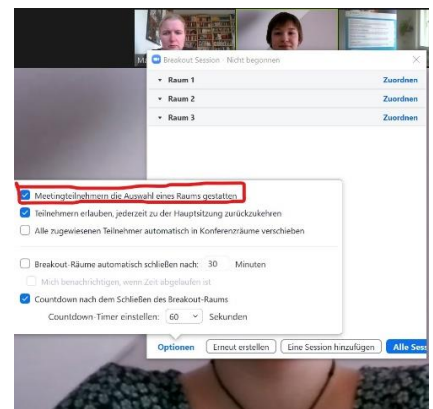 Breakout Session - Nicht begonnen
Raum 1 Zuordnen
Raum 2 Zuordnen
Raum 3 Zuordnen
Meetingteilnehmern die Auswahl eines Raums gestatten
Teilnehmern erlauben, jederzeit zu der Hauptsitzung zurückzukehren
Alle zugewiesenen Teilnehmer automatisch in Konferenzräume verschieben
Breakout-Räume automatisch schließen nach: 30 Minuten
Mich benachrichtigen, wenn Zeit abgelaufen ist
Countdown nach dem Schließen des Breakout-Raums
Countdown-Timer einstellen: 60 Sekunden
Optionen Erneut erstellen Eine Session hinzufügen Alle